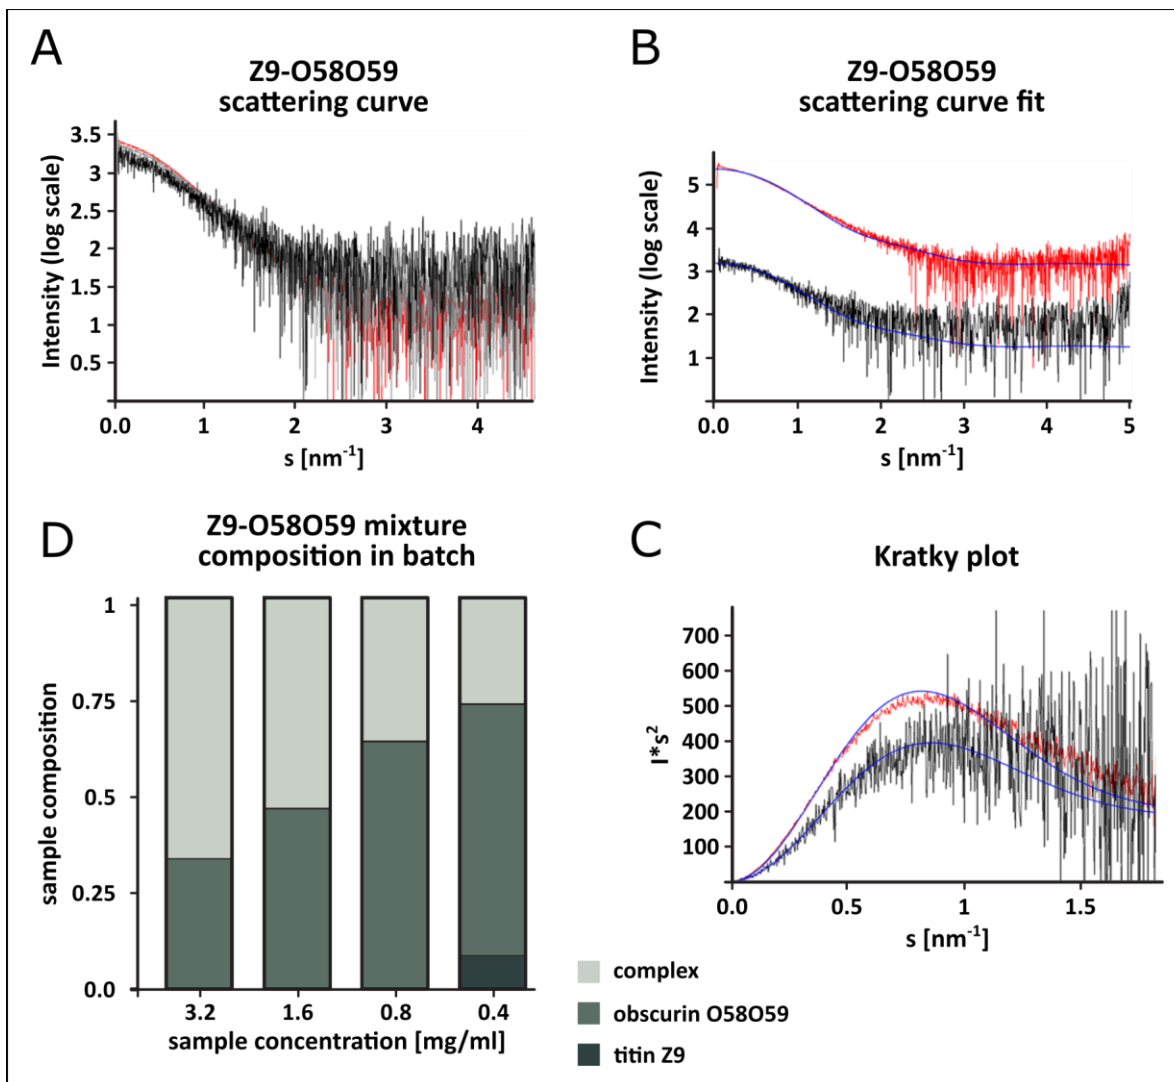 A
Z9-O58O59
scattering curve
Intensity (log scale)
3.5
3
2.5
2
1.5
1
0.5
0.0
1
2
3
4
s [nm⁻¹]
B
Z9-O58O59
scattering curve fit
Intensity (log scale)
5
4
3
2
1
0.0
1
2
3
4
5
s [nm⁻¹]
D
Z9-O58O59 mixture
composition in batch
sample composition
1
0.75
0.5
0.25
0.0
3.2
1.6
0.8
0.4
sample concentration [mg/ml]
C
Kratky plot
I*s²
700
600
500
400
300
200
100
0.0
0.5
1
1.5
s [nm⁻¹]
complex
obscurin O58O59
titin Z9